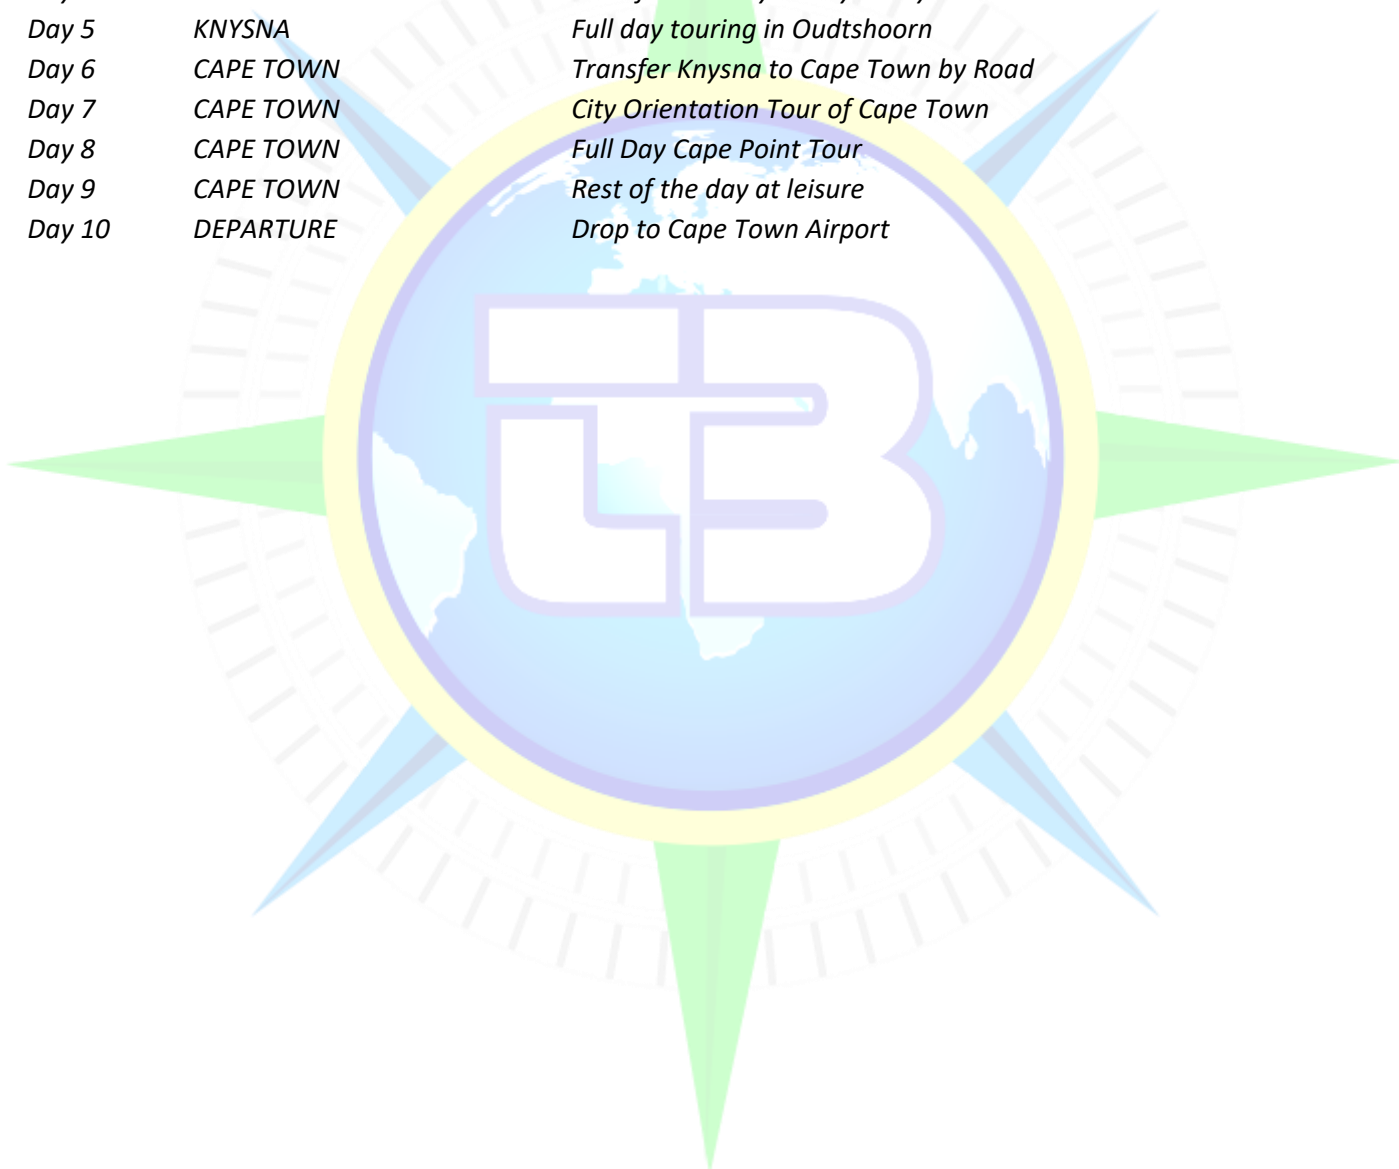 Day 5 KNYSNA Full day touring in Oudtshoorn
Day 6 CAPE TOWN Transfer Knysna to Cape Town by Road
Day 7 CAPE TOWN City Orientation Tour of Cape Town
Day 8 CAPE TOWN Full Day Cape Point Tour
Day 9 CAPE TOWN Rest of the day at leisure
Day 10 DEPARTURE Drop to Cape Town Airport